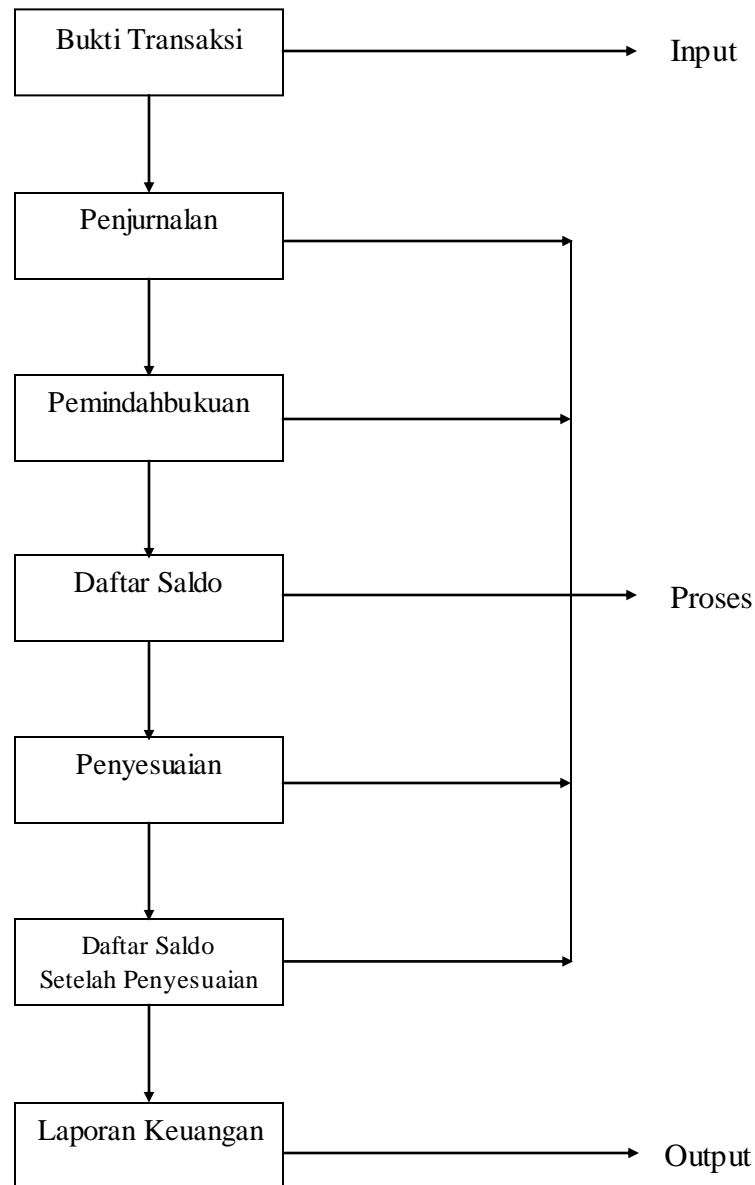 Bukti Transaksi
Input
Penjurnalan
Pemindahbukuan
Daftar Saldo
Proses
Penyesuaian
Daftar Saldo
Setelah Penyesuaian
Laporan Keuangan
Output